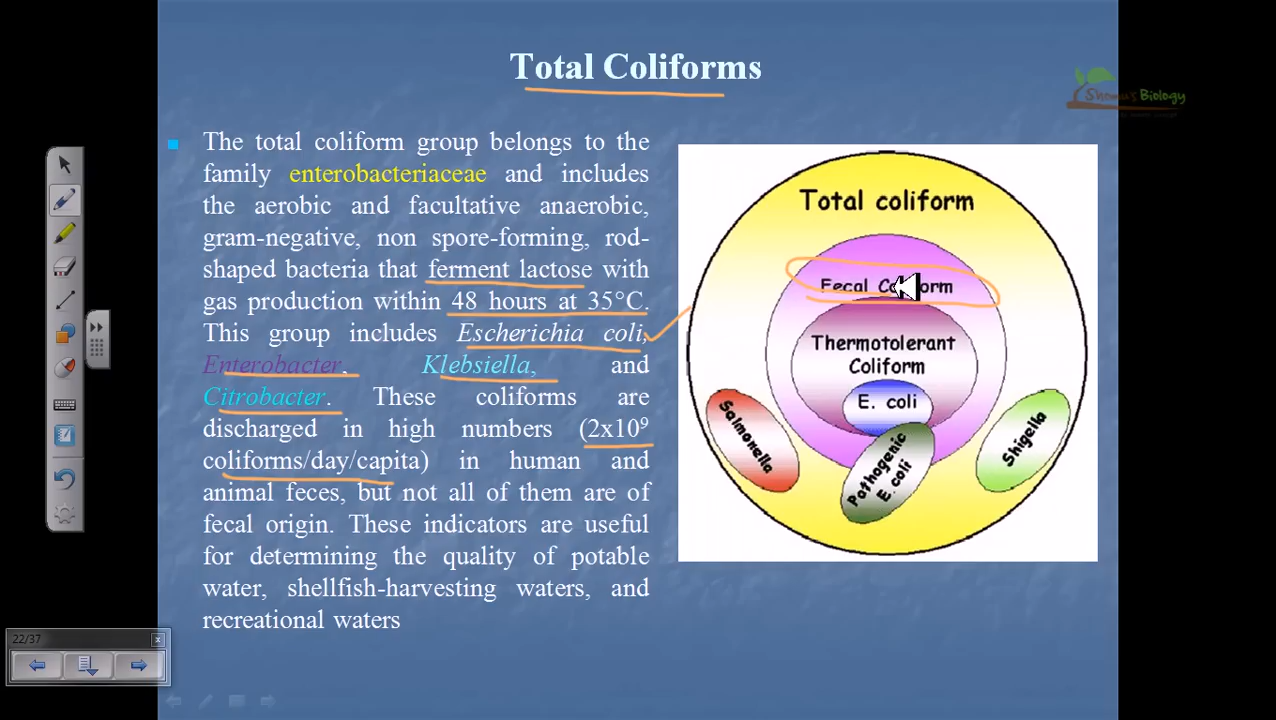 Total Coliforms
Shomu's Biology
The total coliform group belongs to the
family enterobacteriaceae and includes
the aerobic and facultative anaerobic,
gram-negative, non spore-forming, rod-
shaped bacteria that ferment lactose with
gas production within 48 hours at 35°C.
This group includes Escherichia coli,
Enterobacter, Klebsiella, and
Citrobacter. These coliforms are
discharged in high numbers (2x10⁹
coliforms/day/capita) in human and
animal feces, but not all of them are of
fecal origin. These indicators are useful
for determining the quality of potable
water, shellfish-harvesting waters, and
recreational waters
Total coliform
Fecal Coliform
Thermotolerant
Coliform
E. coli
Salmonella
Pathogenic
E. coli
Shigella
22/37